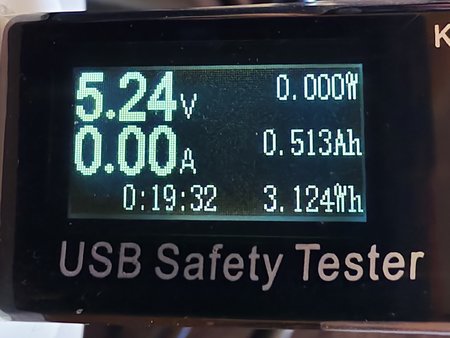 K
5.24V 0.000W
0.00A 0.513Ah
0:19:32 3.124Wh
USB Safety Tester